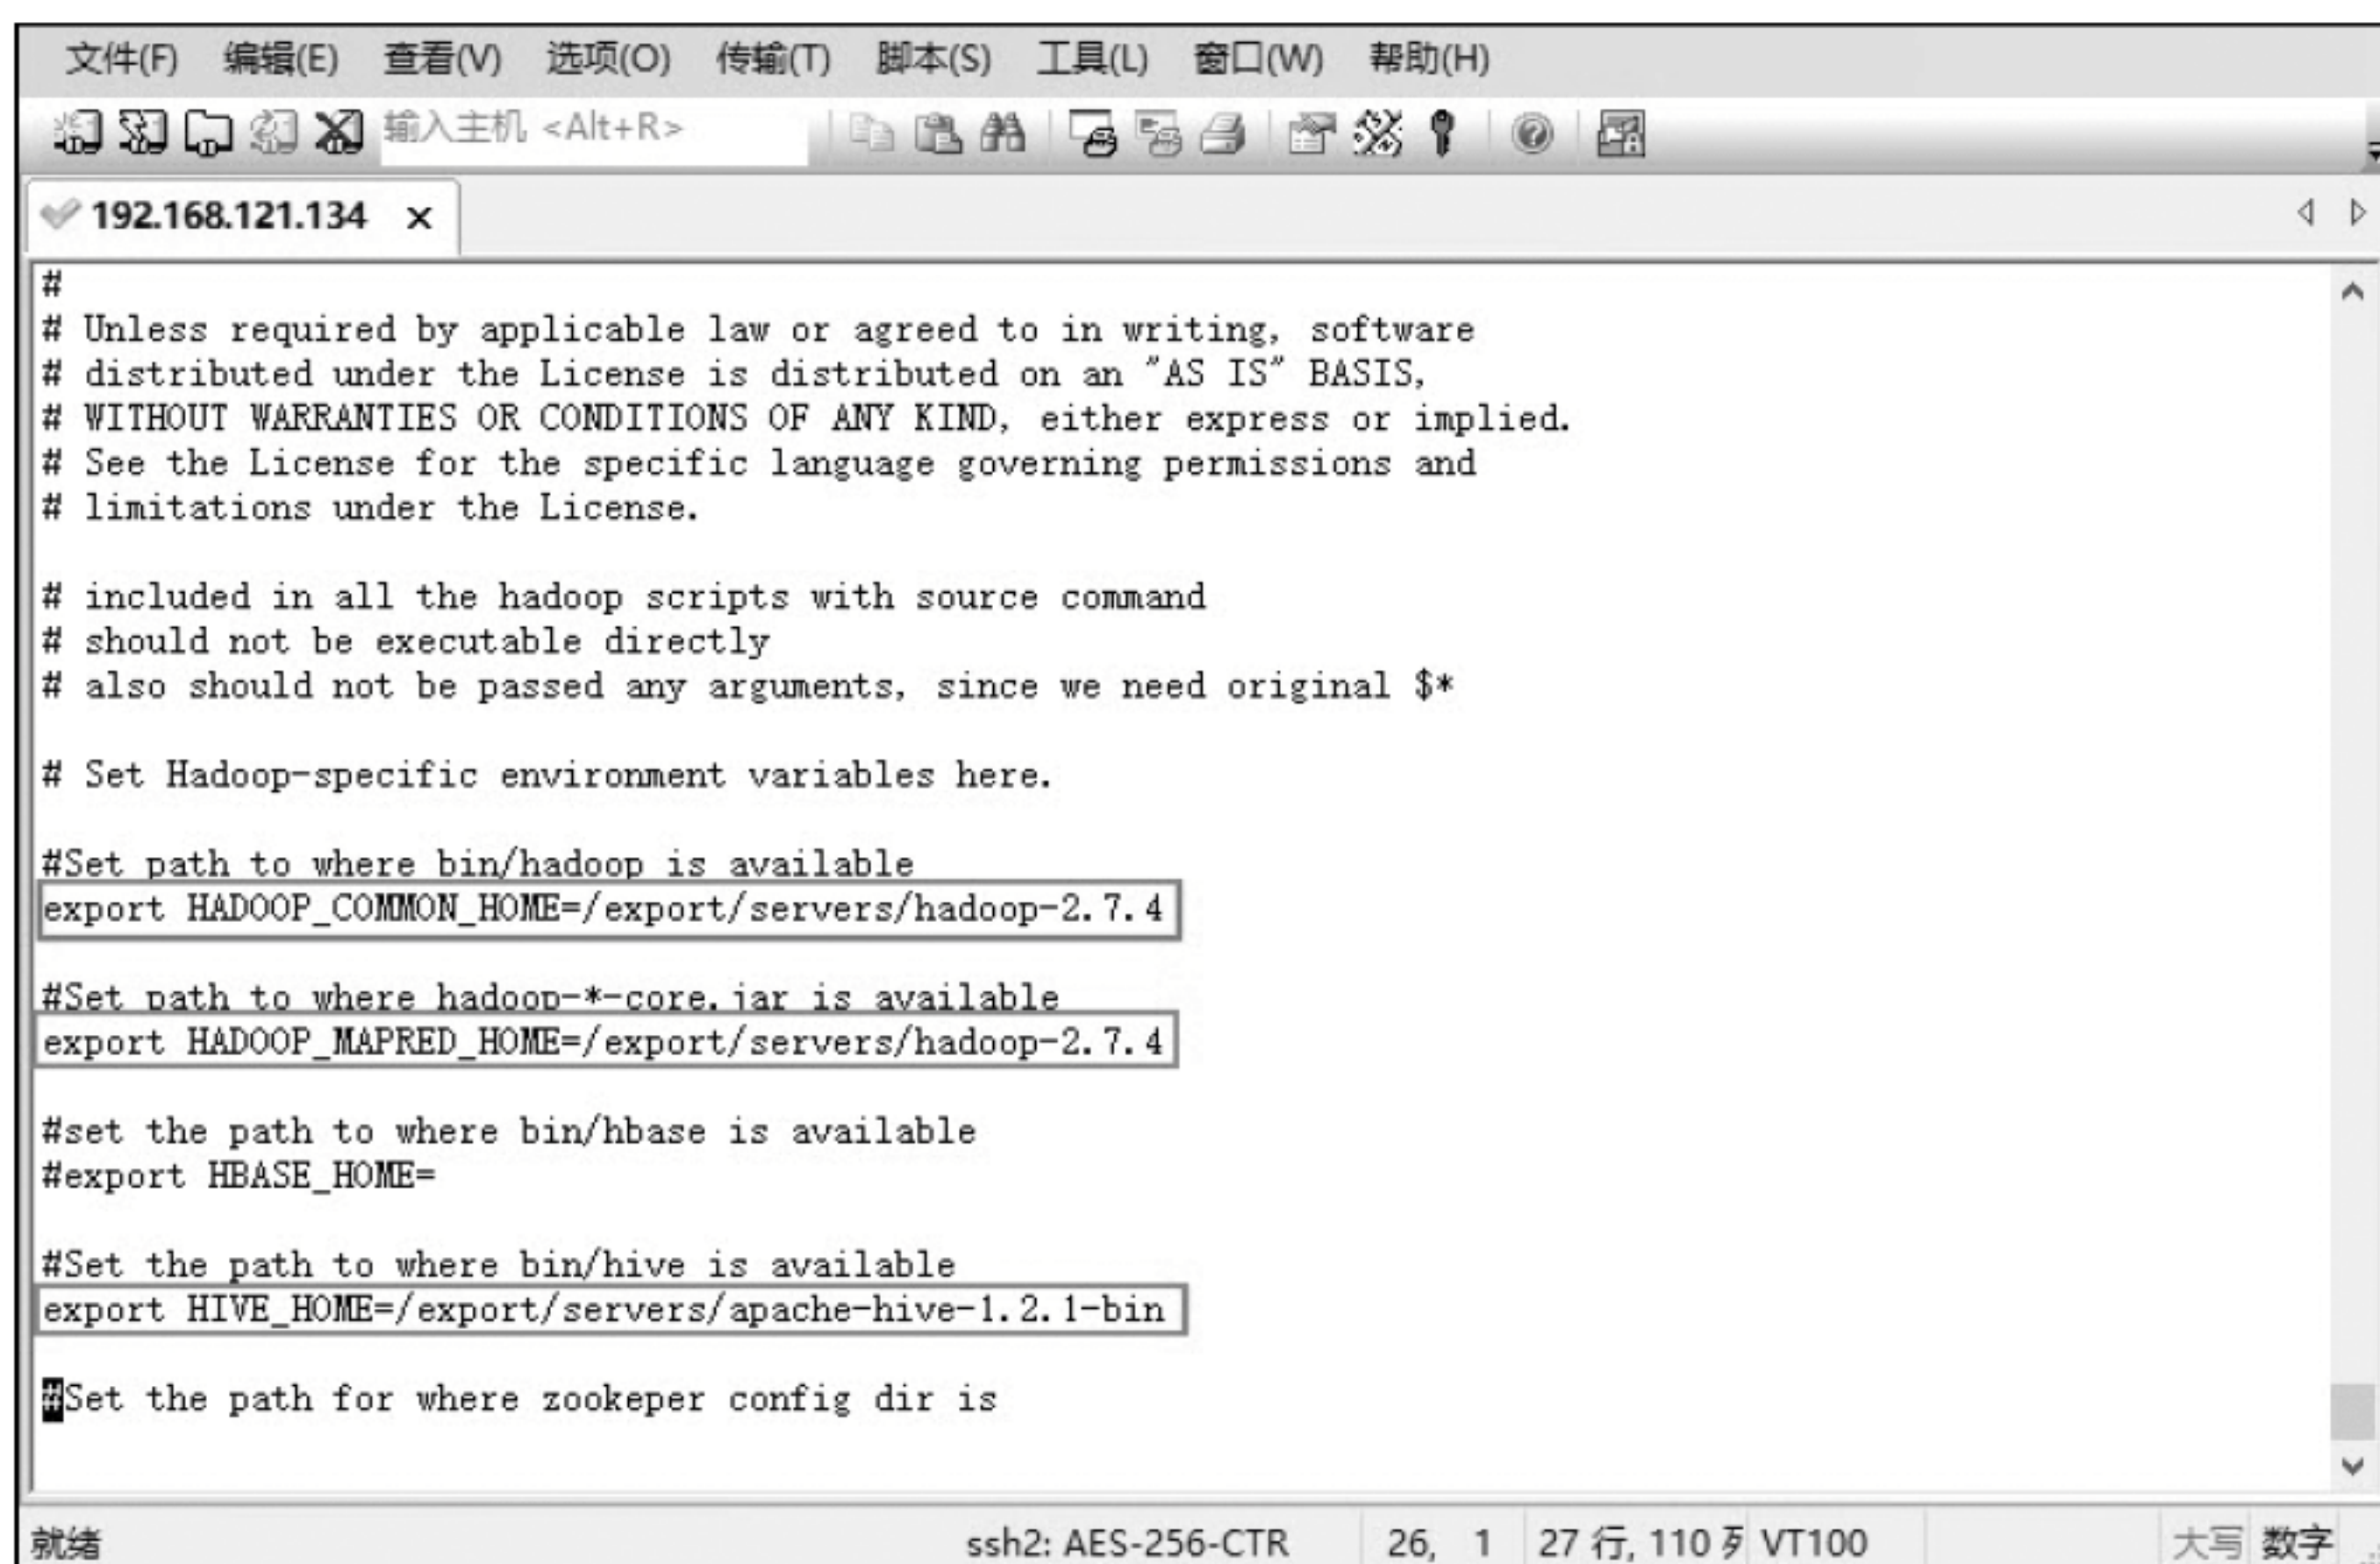 文件(F) 编辑(E) 查看(V) 选项(O) 传输(T) 脚本(S) 工具(L) 窗口(W) 帮助(H)
输入主机 <Alt+R>
192.168.121.134 ×
#
# Unless required by applicable law or agreed to in writing, software
# distributed under the License is distributed on an "AS IS" BASIS,
# WITHOUT WARRANTIES OR CONDITIONS OF ANY KIND, either express or implied.
# See the License for the specific language governing permissions and
# limitations under the License.
# included in all the hadoop scripts with source command
# should not be executable directly
# also should not be passed any arguments, since we need original $*
# Set Hadoop-specific environment variables here.
#Set path to where bin/hadoop is available
export HADOOP_COMMON_HOME=/export/servers/hadoop-2.7.4
#Set path to where hadoop-*-core.jar is available
export HADOOP_MAPRED_HOME=/export/servers/hadoop-2.7.4
#set the path to where bin/hbase is available
#export HBASE_HOME=
#Set the path to where bin/hive is available
export HIVE_HOME=/export/servers/apache-hive-1.2.1-bin
#Set the path for where zookeper config dir is
就绪 ssh2: AES-256-CTR 26, 1 27 行, 110 列 VT100 大写 数字